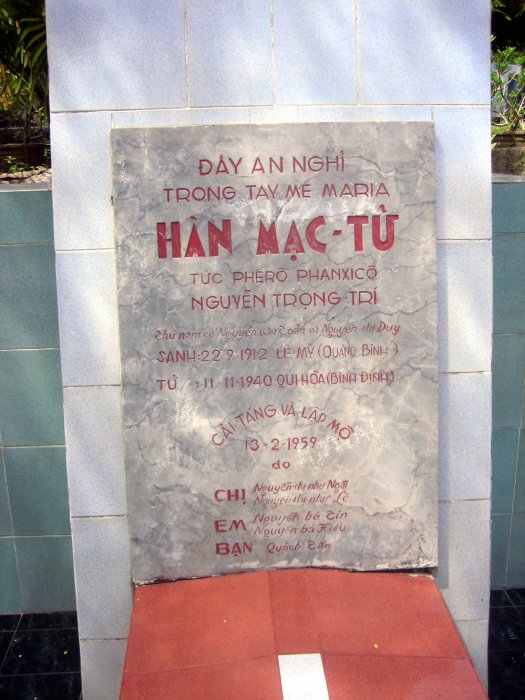 ĐÂY AN NGHỈ
TRONG TAY MẸ MARIA
HÀN MẠC-TỬ
TỨC PHÊRÔ PHANXICÔ
NGUYỄN TRỌNG-TRÍ
Thứ nam cố Nguyễn văn Toản và Nguyễn thị Duy
SANH: 22 9 1912 LỆ MỸ (QUẢNG BÌNH)
TỬ : 11-11-1940 QUI-HÒA (BÌNH ĐỊNH)
CẢI TÁNG VÀ LẬP MỘ
13-2-1959
do
CHỊ Nguyễn thị như Ngãi
Nguyễn thị như Lễ
EM Nguyễn bá Tín
Nguyễn bá Hiếu
BẠN Quách Tấn